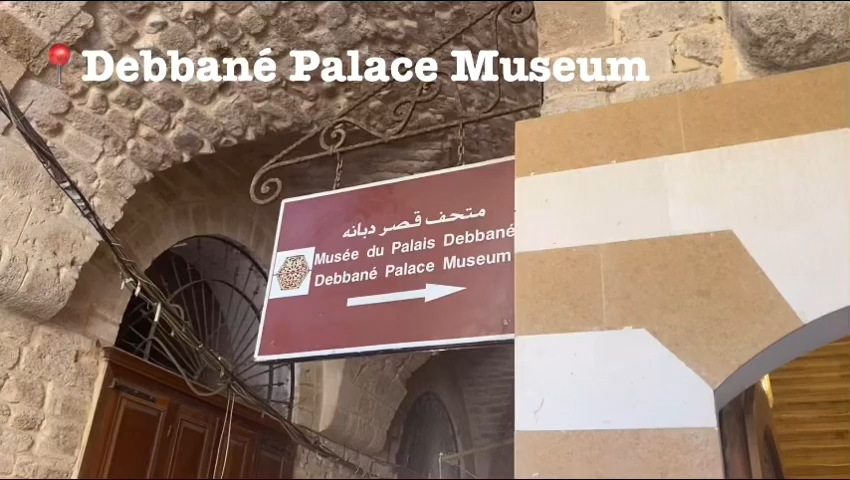 📍Debbané Palace Museum
متحف قصر دبانه
Musée du Palais Debbané
Debbané Palace Museum